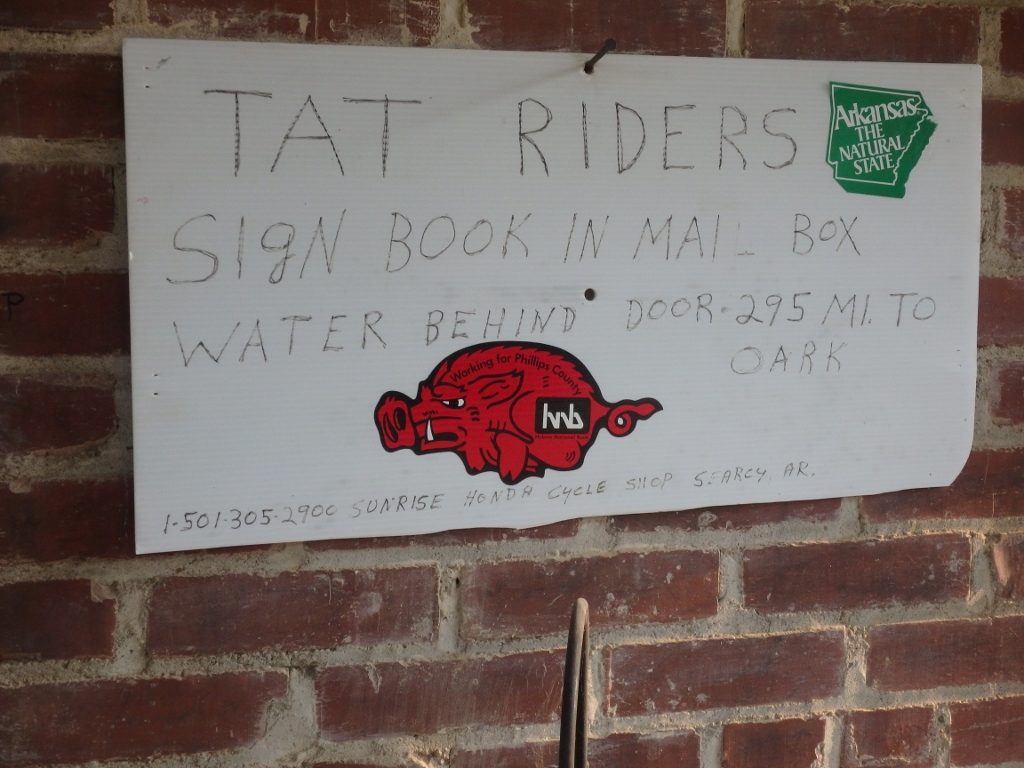 TAT RIDERS
Arkansas
THE
NATURAL
STATE
SIgN BOOK IN MAIL BOX
WATER BEHIND DOOR. 295 MI. TO
OARK
Working for Phillips County
hnb
1-501-305-2900 SUNRISE HONDA CYCLE SHOP SEARCY, AR.
P